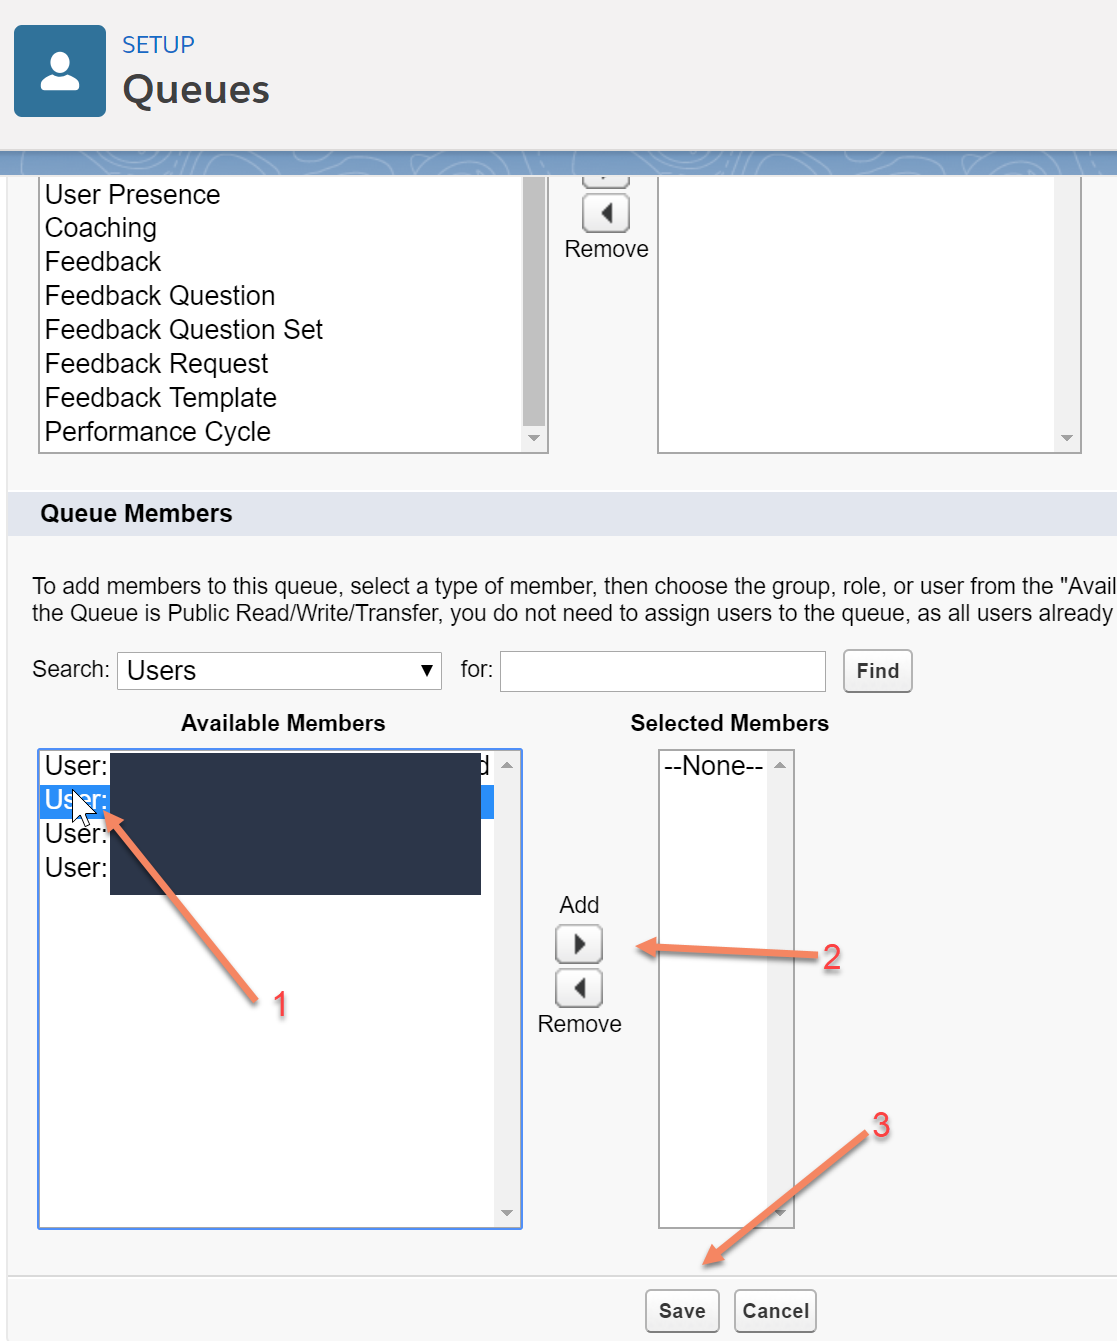 SETUP
Queues
User Presence
Coaching
Feedback
Feedback Question
Feedback Question Set
Feedback Request
Feedback Template
Performance Cycle
Remove
Queue Members
To add members to this queue, select a type of member, then choose the group, role, or user from the "Avail
the Queue is Public Read/Write/Transfer, you do not need to assign users to the queue, as all users already
Search: Users for: Find
Available Members Selected Members
User: d
User:
User:
User:
--None--
Add
Remove
1
2
3
Save Cancel